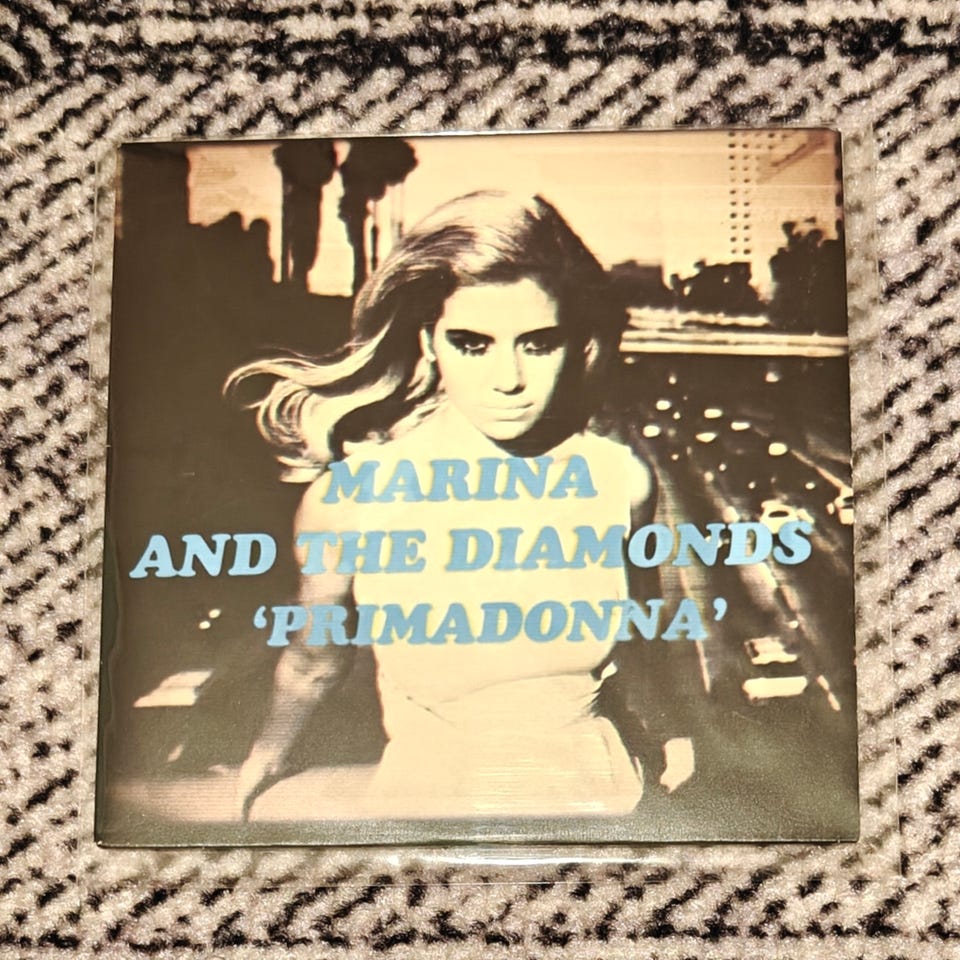 MARINA
AND THE DIAMONDS
‘PRIMADONNA’